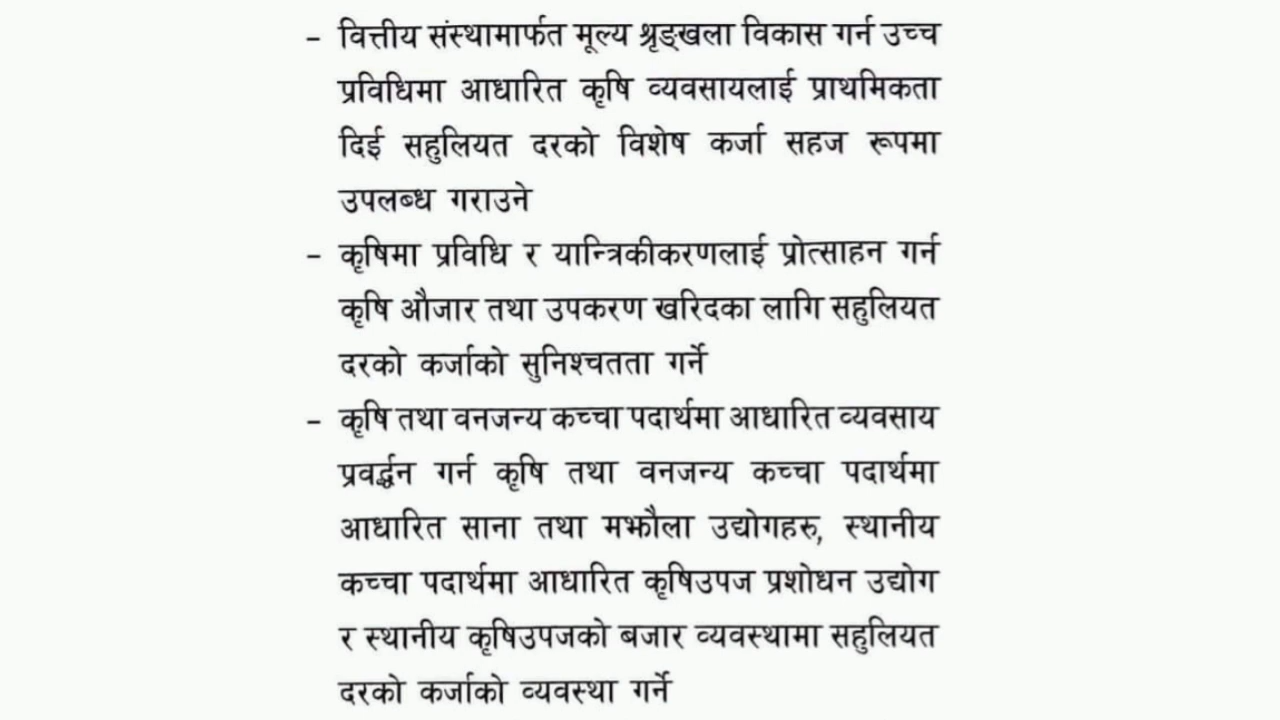 - वित्तीय संस्थामार्फत मूल्य श्रृङ्खला विकास गर्न उच्च
प्रविधिमा आधारित कृषि व्यवसायलाई प्राथमिकता
दिई सहुलियत दरको विशेष कर्जा सहज रूपमा
उपलब्ध गराउने
- कृषिमा प्रविधि र यान्त्रिकीकरणलाई प्रोत्साहन गर्न
कृषि औजार तथा उपकरण खरिदका लागि सहुलियत
दरको कर्जाको सुनिश्चतता गर्ने
- कृषि तथा वनजन्य कच्चा पदार्थमा आधारित व्यवसाय
प्रवर्द्धन गर्न कृषि तथा वनजन्य कच्चा पदार्थमा
आधारित साना तथा मझौला उद्योगहरु, स्थानीय
कच्चा पदार्थमा आधारित कृषिउपज प्रशोधन उद्योग
र स्थानीय कृषिउपजको बजार व्यवस्थामा सहुलियत
दरको कर्जाको व्यवस्था गर्ने